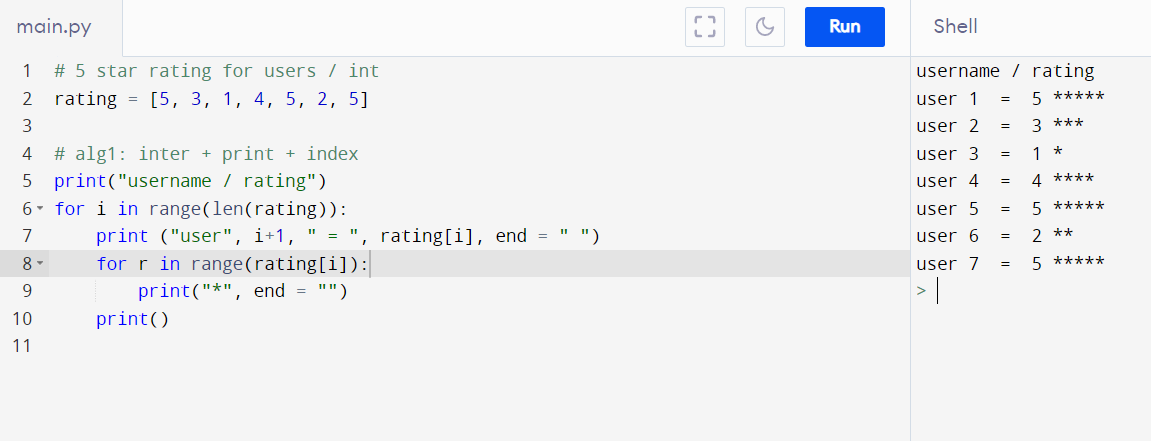 main.py
Run
Shell
1 # 5 star rating for users / int
2 rating = [5, 3, 1, 4, 5, 2, 5]
3
4 # alg1: inter + print + index
5 print("username / rating")
6 for i in range(len(rating)):
7     print ("user", i+1, " = ", rating[i], end = " ")
8     for r in range(rating[i]):
9         print("*", end = "")
10     print()
11
username / rating
user 1  =  5 *****
user 2  =  3 ***
user 3  =  1 *
user 4  =  4 ****
user 5  =  5 *****
user 6  =  2 **
user 7  =  5 *****
>